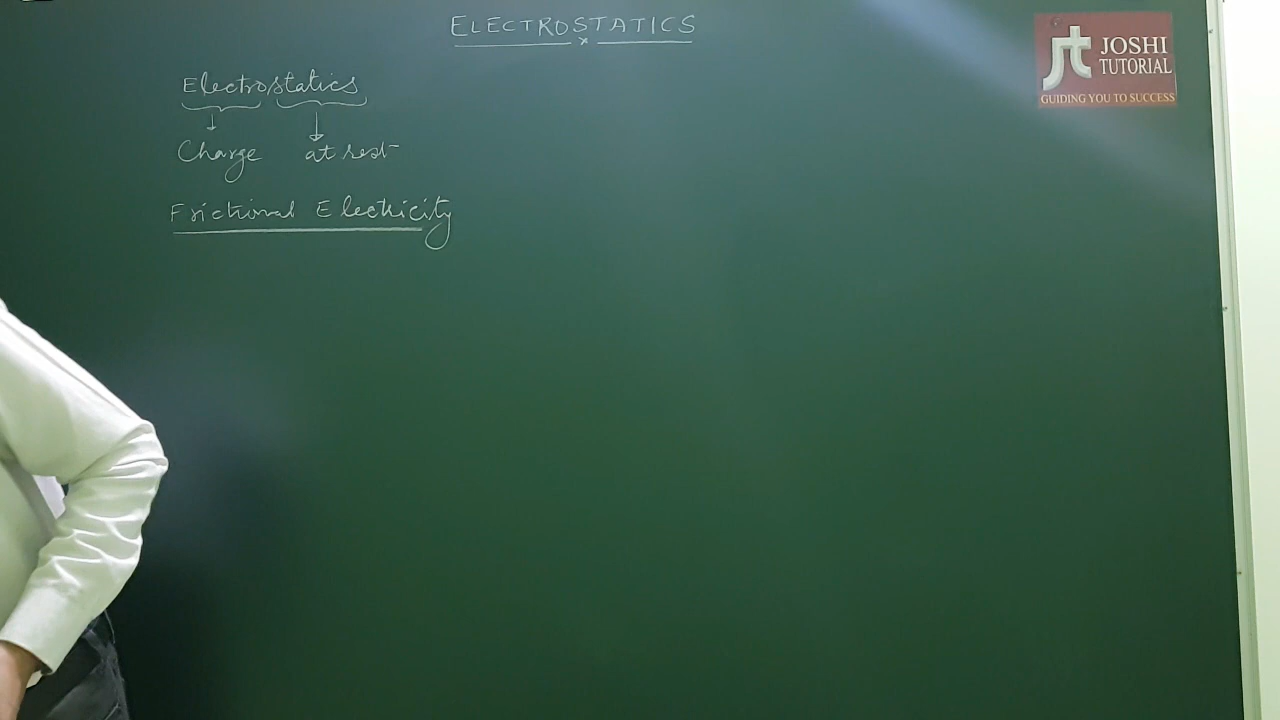 ELECTROSTATICS
JOSHI
TUTORIAL
GUIDING YOU TO SUCCESS
Electrostatics
Charge at rest
Frictional Electricity